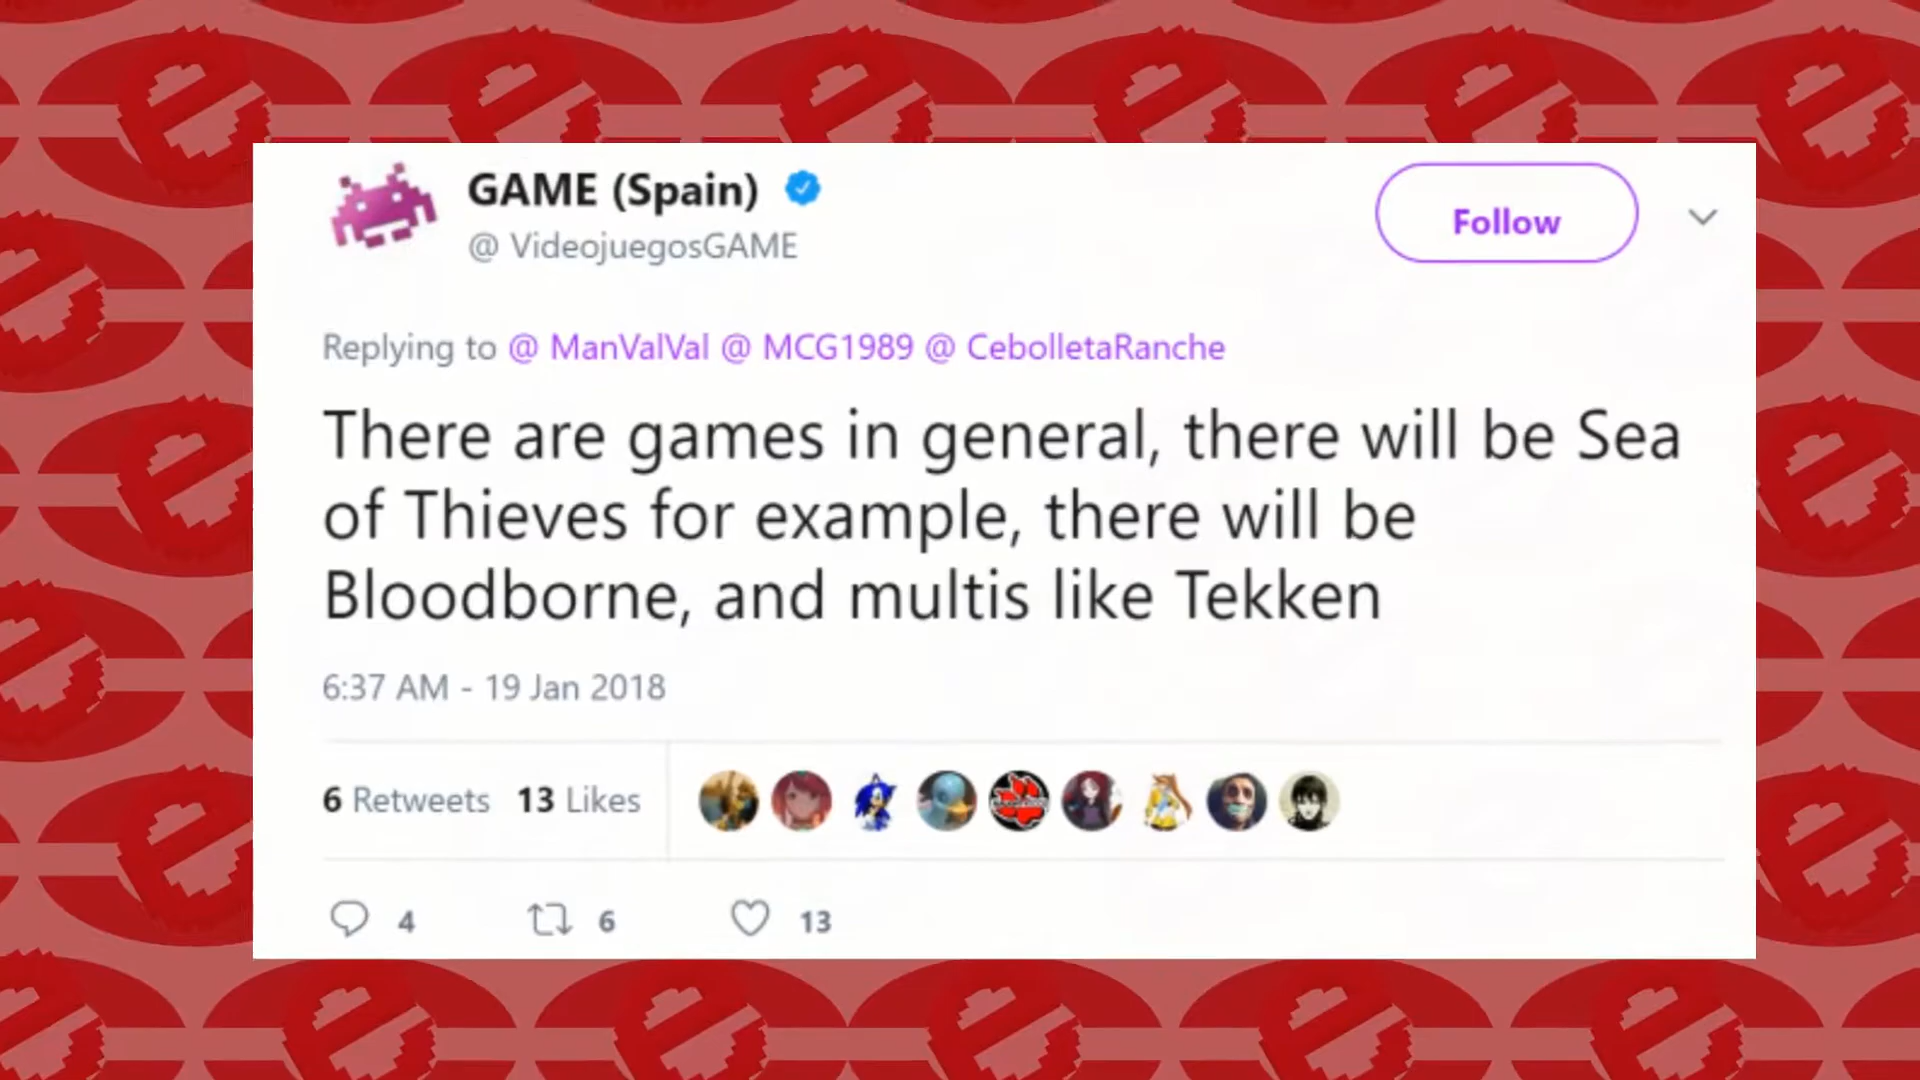 GAME (Spain)
@ VideojuegosGAME
Follow
Replying to @ ManValVal @ MCG1989 @ CebolletaRanche
There are games in general, there will be Sea
of Thieves for example, there will be
Bloodborne, and multis like Tekken
6:37 AM - 19 Jan 2018
6 Retweets 13 Likes
4 6 13